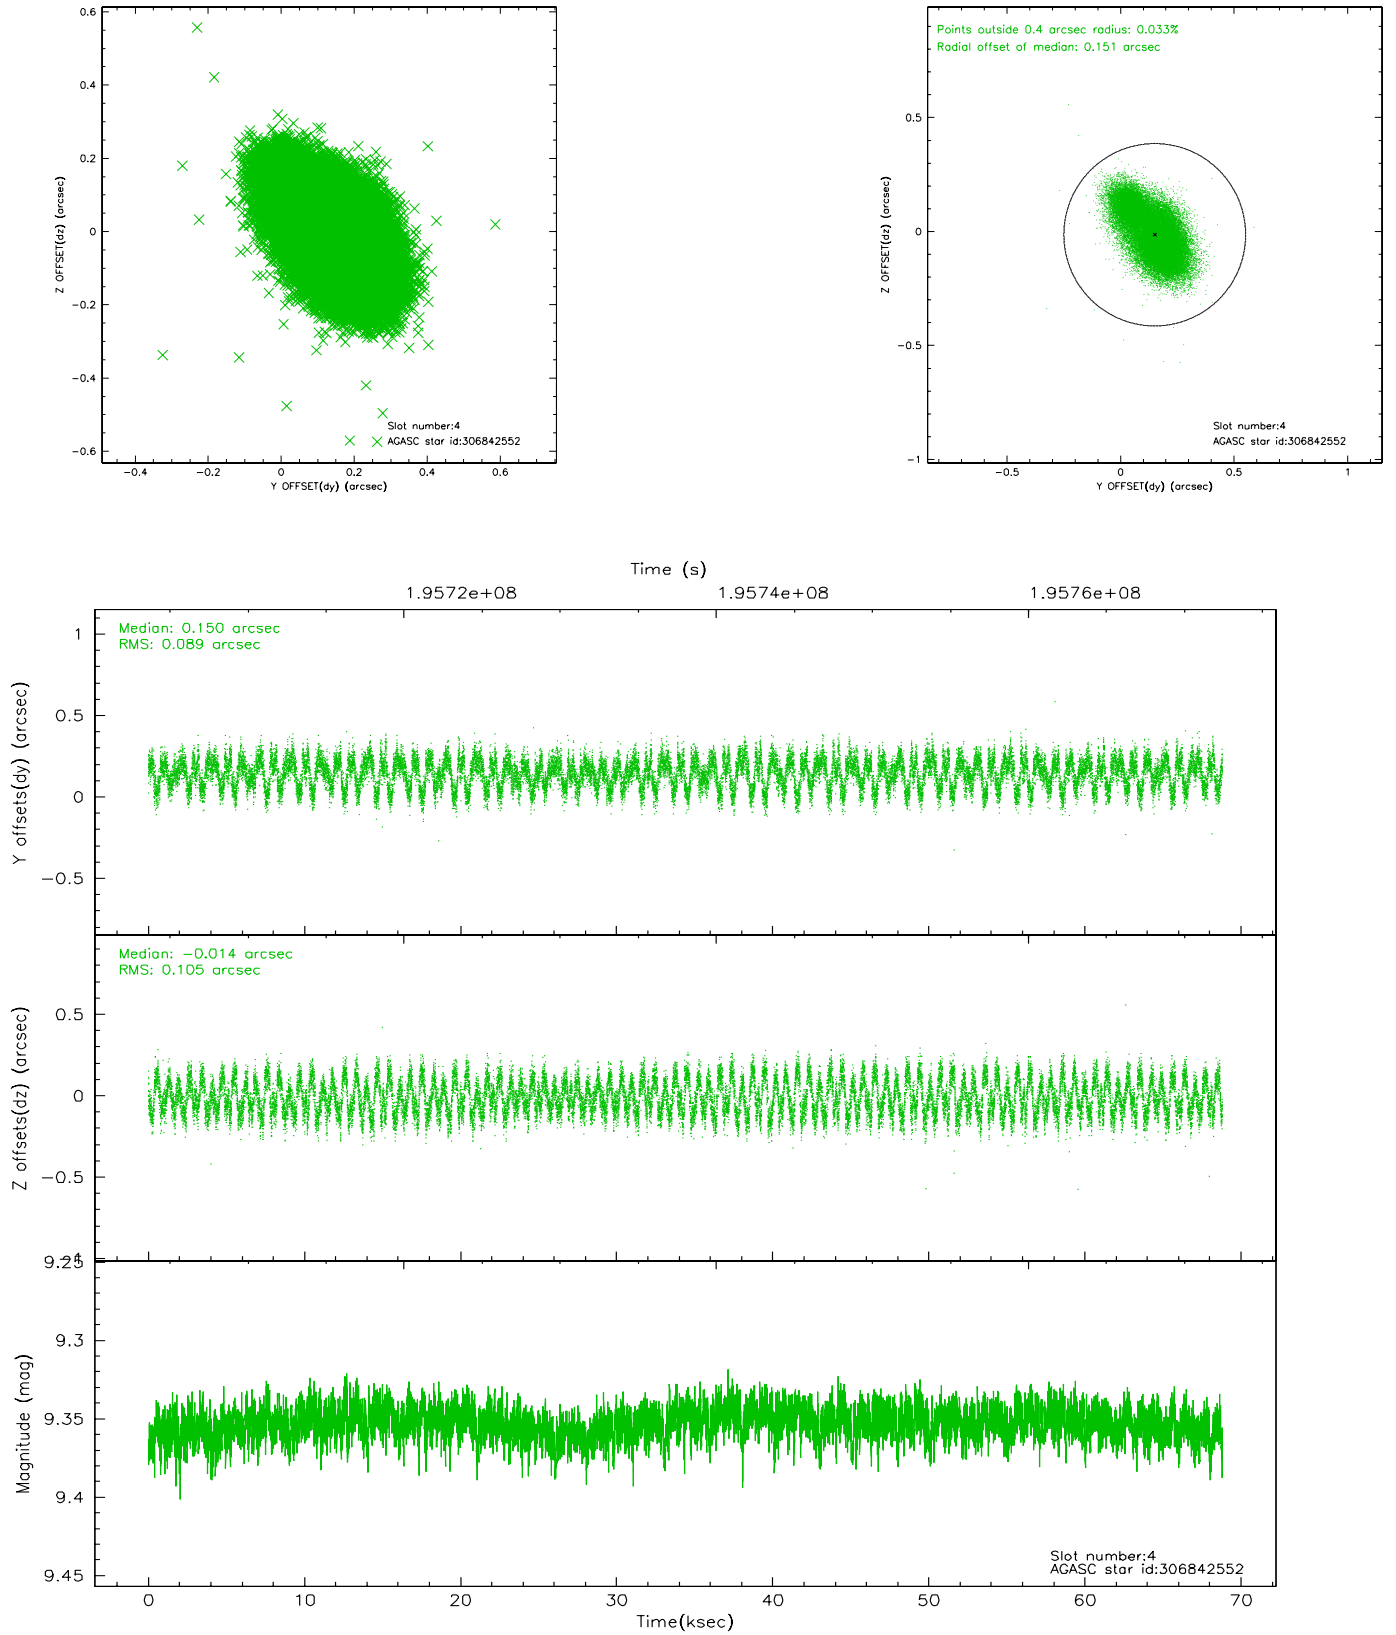 0.6
0.4
0.2
0
−0.2
−0.4
−0.6
Z OFFSET(dz) (arcsec)
−0.4
−0.2
0
0.2
0.4
0.6
Y OFFSET(dy) (arcsec)
Slot number:4
AGASC star id:306842552
Points outside 0.4 arcsec radius: 0.033%
Radial offset of median: 0.151 arcsec
0.5
0
−0.5
−1
Z OFFSET(dz) (arcsec)
−0.5
0
0.5
1
Y OFFSET(dy) (arcsec)
Slot number:4
AGASC star id:306842552
Time (s)
1.9572e+08
1.9574e+08
1.9576e+08
Median: 0.150 arcsec
RMS: 0.089 arcsec
1
0.5
0
−0.5
Y offsets(dy) (arcsec)
Median: −0.014 arcsec
RMS: 0.105 arcsec
0.5
0
−0.5
−1
Z offsets(dz) (arcsec)
9.25
9.3
9.35
9.4
9.45
Magnitude (mag)
Slot number:4
AGASC star id:306842552
0
10
20
30
40
50
60
70
Time(ksec)